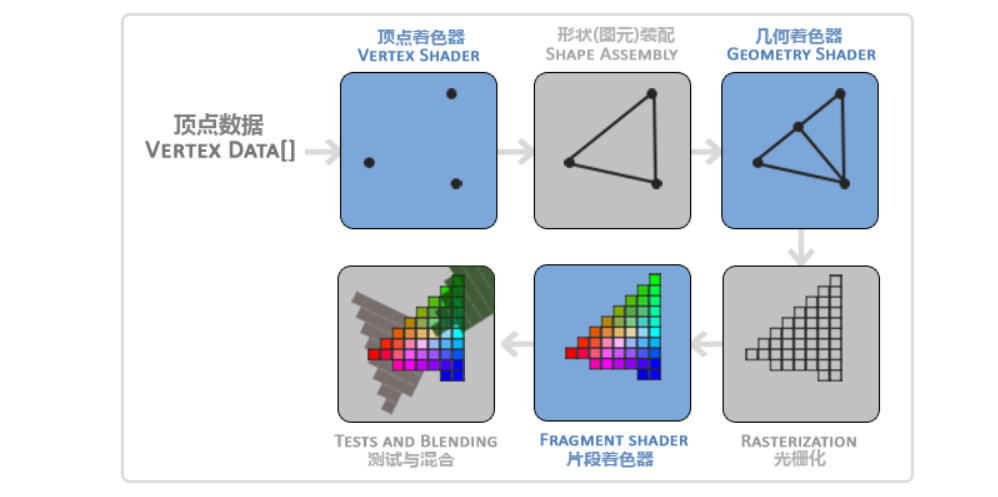 顶点着色器
VERTEX SHADER
形状(图元)装配
SHAPE ASSEMBLY
几何着色器
GEOMETRY SHADER
顶点数据
VERTEX DATA[]
TESTS AND BLENDING
测试与混合
FRAGMENT SHADER
片段着色器
RASTERIZATION
光栅化